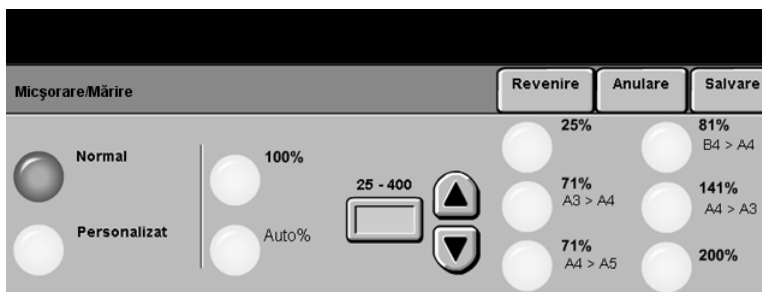 Micşorare/Mărire
Revenire
Anulare
Salvare
Normal
Personalizat
100%
Auto%
25 - 400
25%
71%
A3 > A4
71%
A4 > A5
81%
B4 > A4
141%
A4 > A3
200%